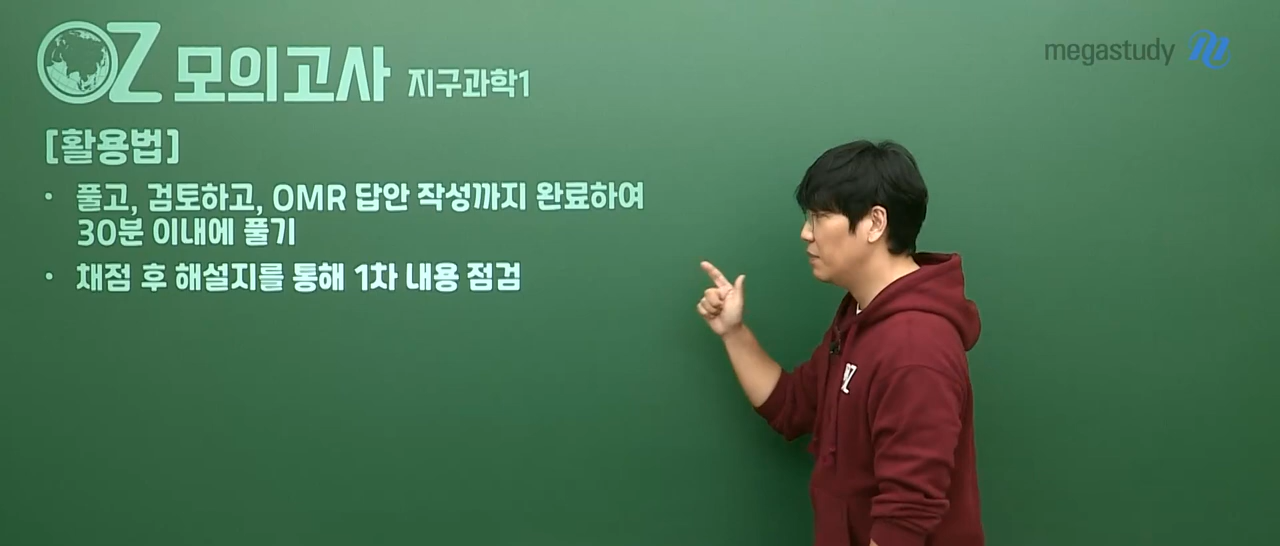 OZ 모의고사 지구과학1
megastudy
[활용법]
• 풀고, 검토하고, OMR 답안 작성까지 완료하여
30분 이내에 풀기
• 채점 후 해설지를 통해 1차 내용 점검
OZ